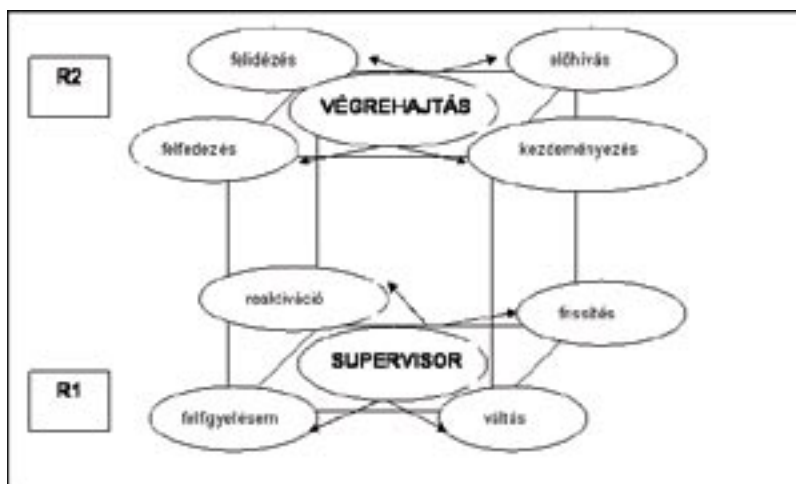 felidézés
előhívás
R2
VÉGREHAJTÁS
felfedezés
kezdeményezés
reaktiváció
frissítés
SUPERVISOR
R1
felfigyelésem
váltás